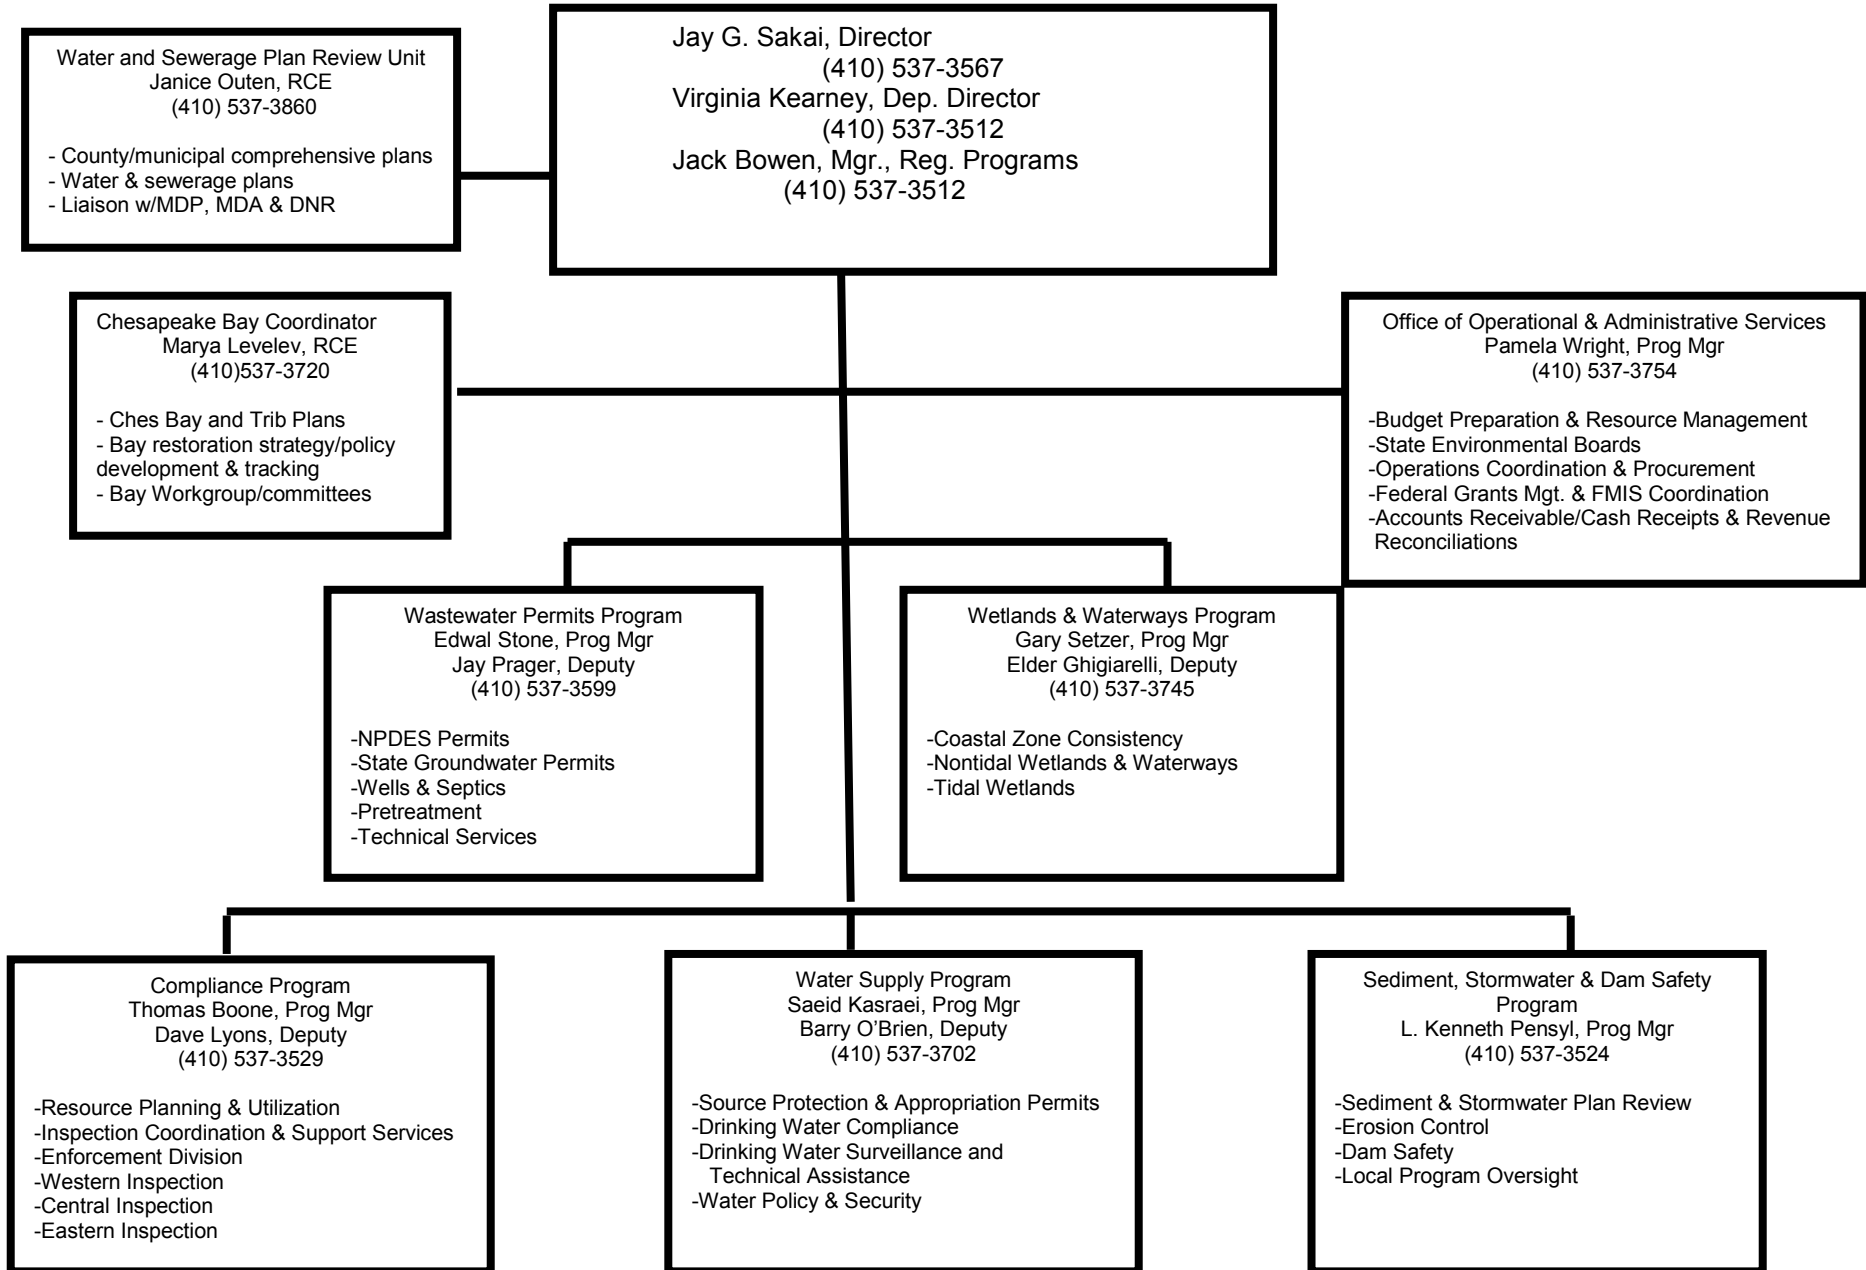 Water and Sewerage Plan Review Unit
Janice Outen, RCE
(410) 537-3860
- County/municipal comprehensive plans
- Water & sewerage plans
- Liaison w/MDP, MDA & DNR
Jay G. Sakai, Director
(410) 537-3567
Virginia Kearney, Dep. Director
(410) 537-3512
Jack Bowen, Mgr., Reg. Programs
(410) 537-3512
Chesapeake Bay Coordinator
Marya Levelev, RCE
(410)537-3720
- Ches Bay and Trib Plans
- Bay restoration strategy/policy
development & tracking
- Bay Workgroup/committees
Office of Operational & Administrative Services
Pamela Wright, Prog Mgr
(410) 537-3754
-Budget Preparation & Resource Management
-State Environmental Boards
-Operations Coordination & Procurement
-Federal Grants Mgt. & FMIS Coordination
-Accounts Receivable/Cash Receipts & Revenue
Reconciliations
Wastewater Permits Program
Edwal Stone, Prog Mgr
Jay Prager, Deputy
(410) 537-3599
-NPDES Permits
-State Groundwater Permits
-Wells & Septics
-Pretreatment
-Technical Services
Wetlands & Waterways Program
Gary Setzer, Prog Mgr
Elder Ghigiarelli, Deputy
(410) 537-3745
-Coastal Zone Consistency
-Nontidal Wetlands & Waterways
-Tidal Wetlands
Compliance Program
Thomas Boone, Prog Mgr
Dave Lyons, Deputy
(410) 537-3529
-Resource Planning & Utilization
-Inspection Coordination & Support Services
-Enforcement Division
-Western Inspection
-Central Inspection
-Eastern Inspection
Water Supply Program
Saeid Kasraei, Prog Mgr
Barry O’Brien, Deputy
(410) 537-3702
-Source Protection & Appropriation Permits
-Drinking Water Compliance
-Drinking Water Surveillance and
Technical Assistance
-Water Policy & Security
Sediment, Stormwater & Dam Safety
Program
L. Kenneth Pensyl, Prog Mgr
(410) 537-3524
-Sediment & Stormwater Plan Review
-Erosion Control
-Dam Safety
-Local Program Oversight